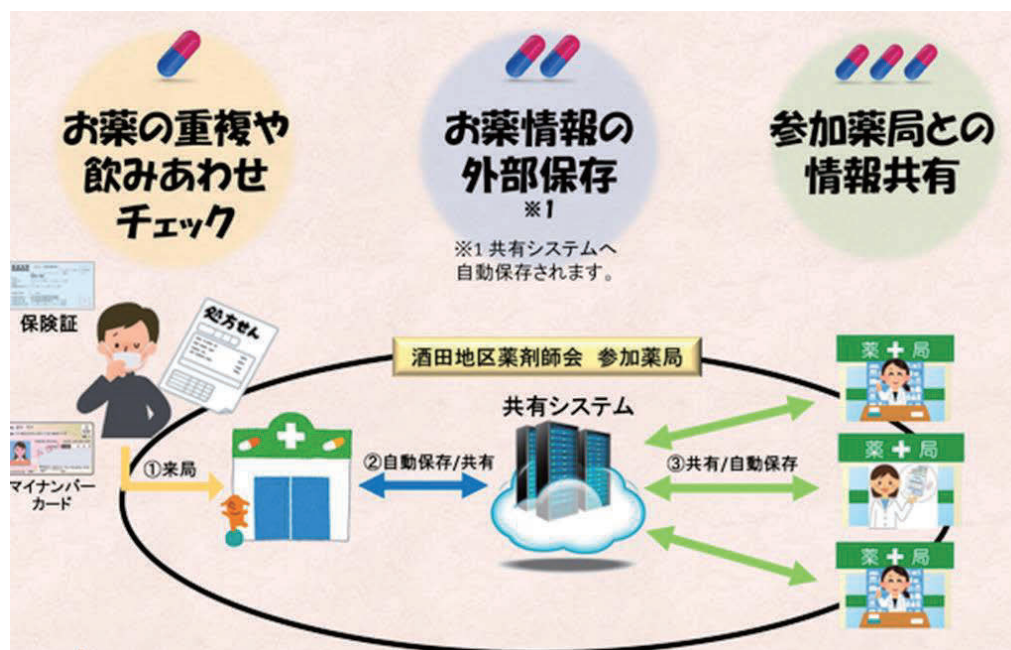 お薬の重複や
飲みあわせ
チェック
お薬情報の
外部保存
※1
※1 共有システムへ
自動保存されます。
参加薬局との
情報共有
保険証
処方せん
マイナンバー
カード
①来局
酒田地区薬剤師会 参加薬局
②自動保存/共有
共有システム
③共有/自動保存
薬 局
薬 局
薬 局